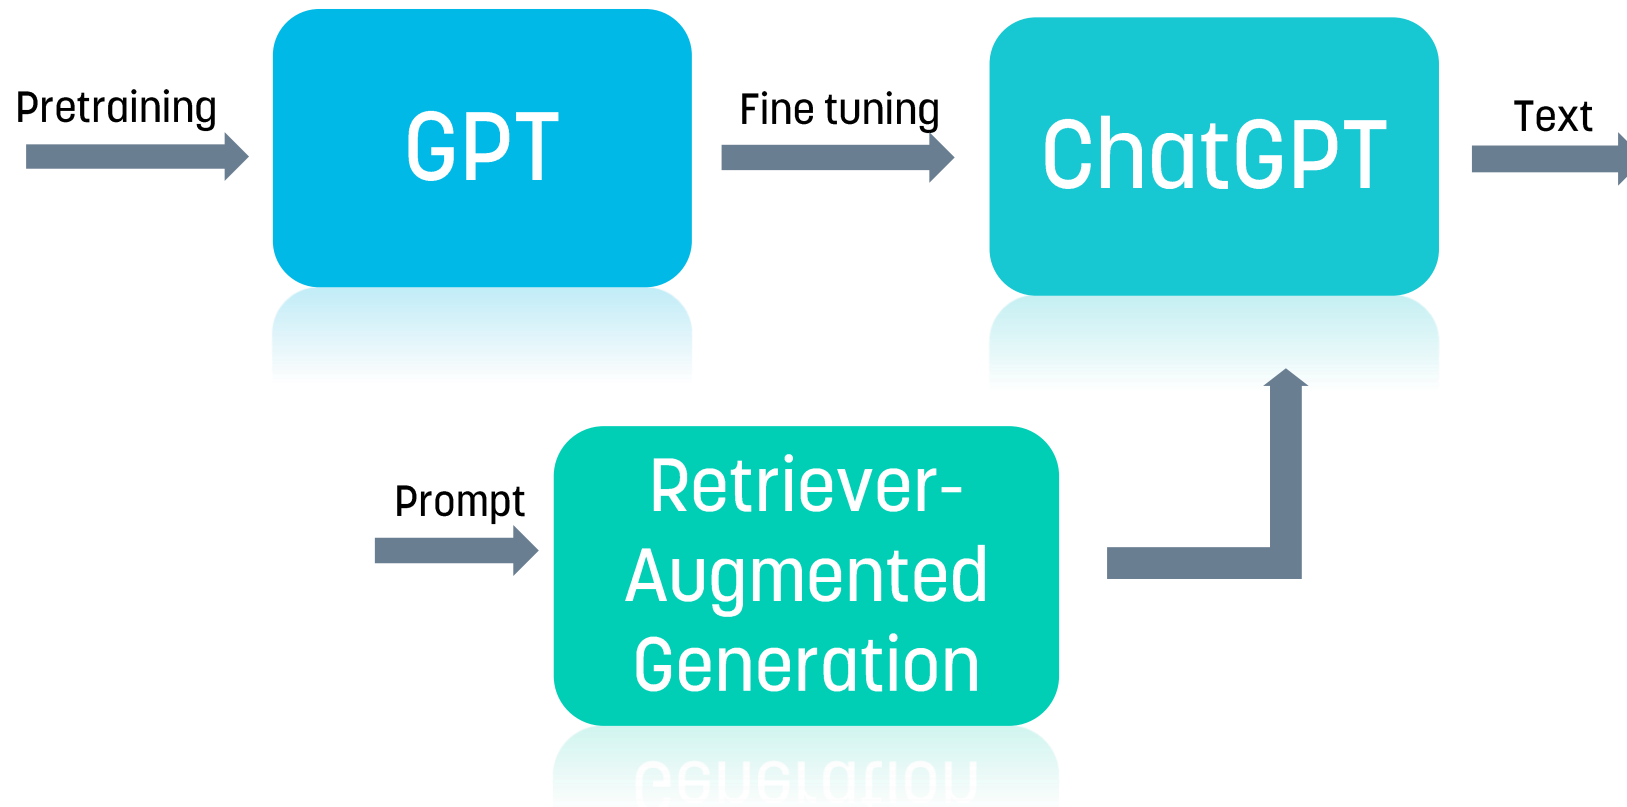 Pretraining
GPT
Fine tuning
ChatGPT
Text
Prompt
Retriever-
Augmented
Generation